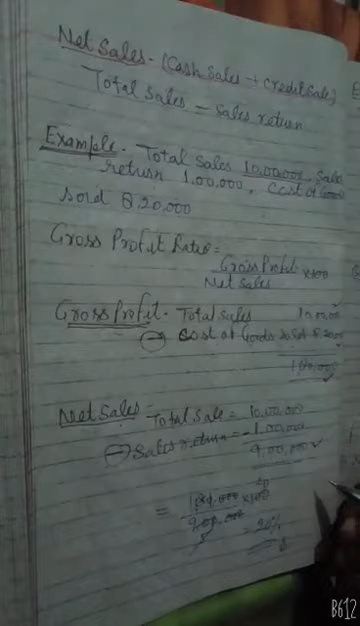 Net Sales - (Cash Sales + Credit Sale)
Total Sales - Sales return
Example - Total Sales 10,00,000, Sales
return 1,00,000, Cost of Goods
Sold 8,20,000
Gross Profit Ratio =
Gross Profit × 100
Net Sales
Gross Profit - Total Sales 10,00,000
(-) Cost of Goods Sold 8,20,000
1,80,000
Net Sales - Total Sale = 10,00,000
(-) Sales return = - 1,00,000
9,00,000
= 1,80,000 × 100
9,00,000
= 20%
B612